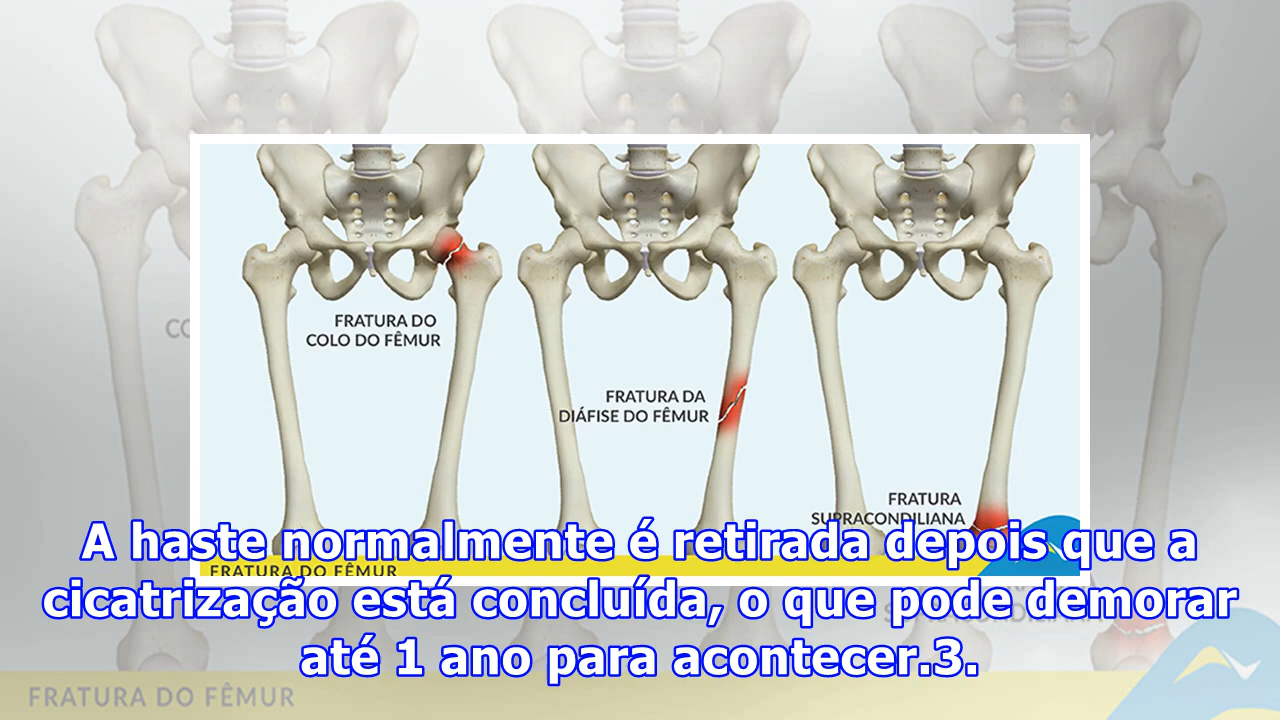 FRATURA DO
COLO DO FÊMUR
FRATURA DA
DIÁFISE DO FÊMUR
FRATURA
SUPRACONDILIANA
FRATURA DO FÊMUR
A haste normalmente é retirada depois que a
cicatrização está concluída, o que pode demorar
até 1 ano para acontecer.3.
FRATURA DO FÊMUR